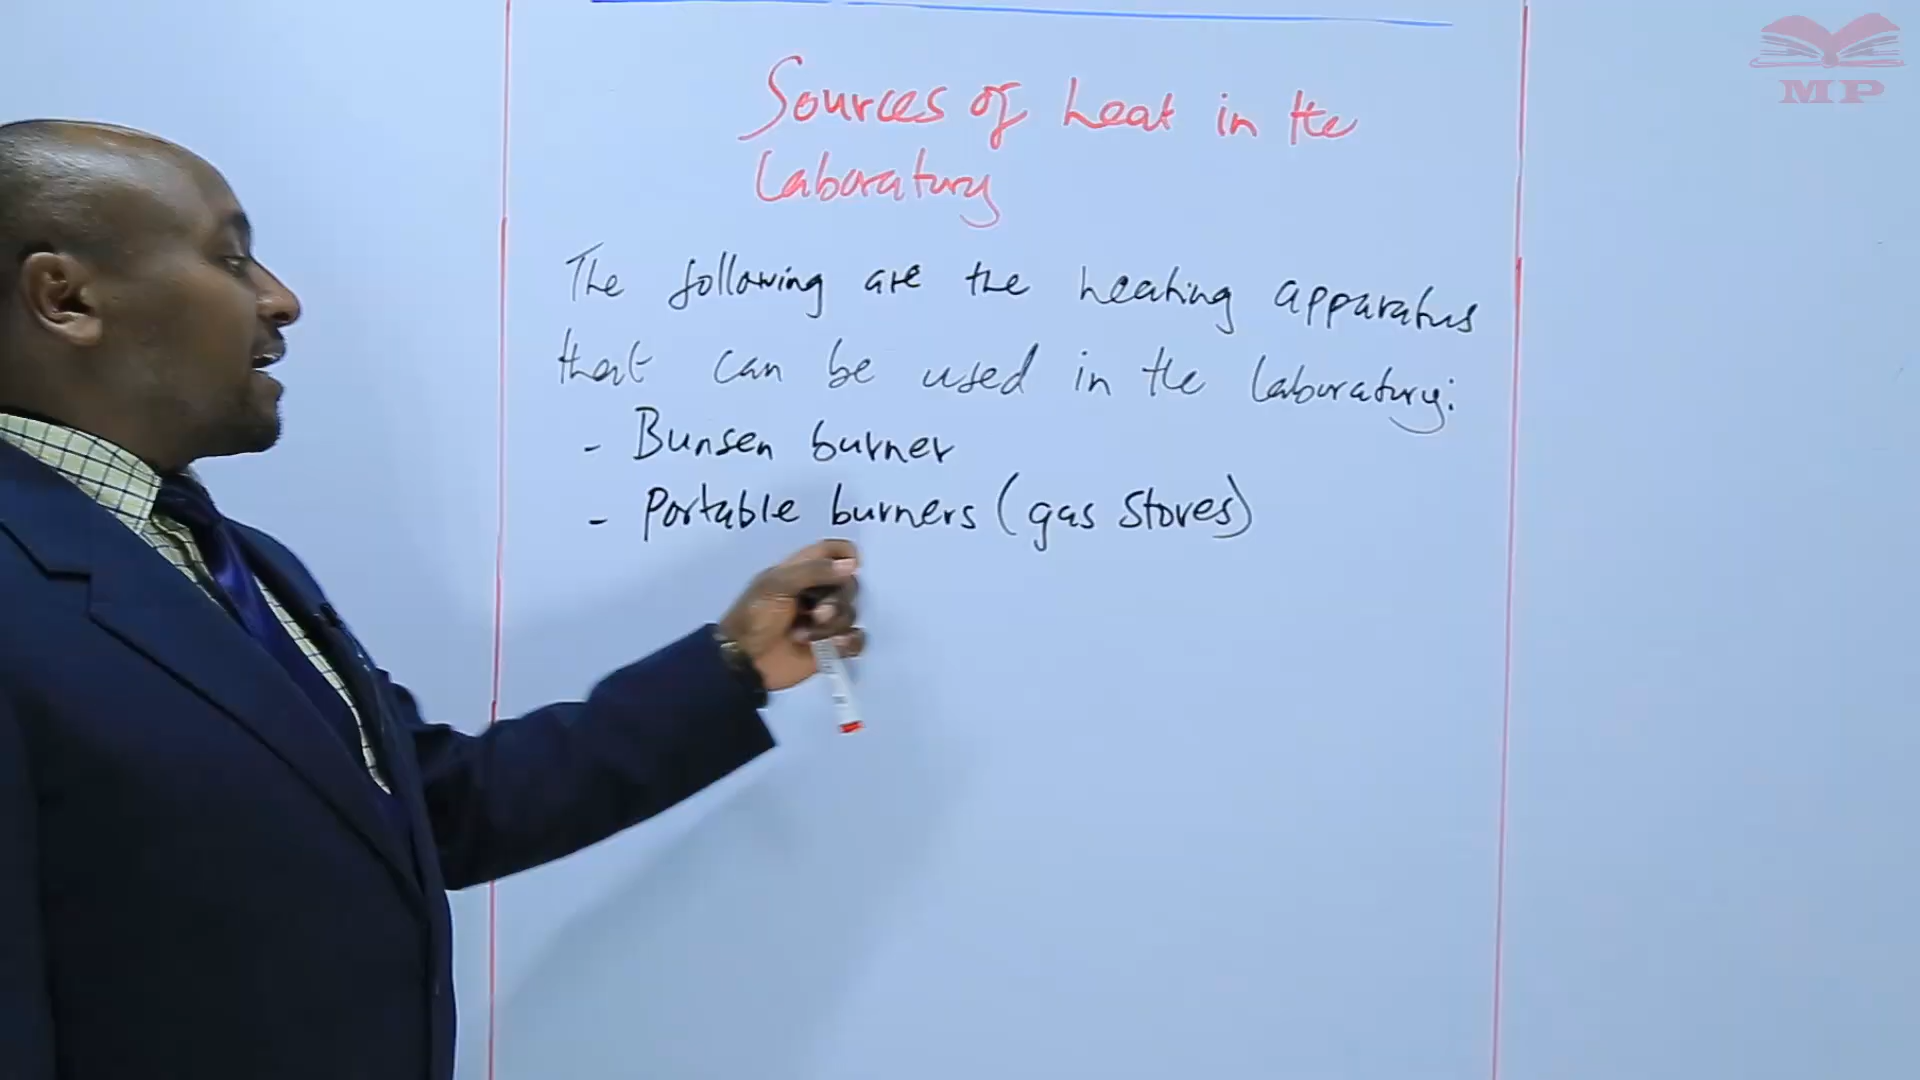 MP
Sources of heat in the
laboratory
The following are the heating apparatus
that can be used in the laboratory:
- Bunsen burner
- Portable burners (gas stoves)